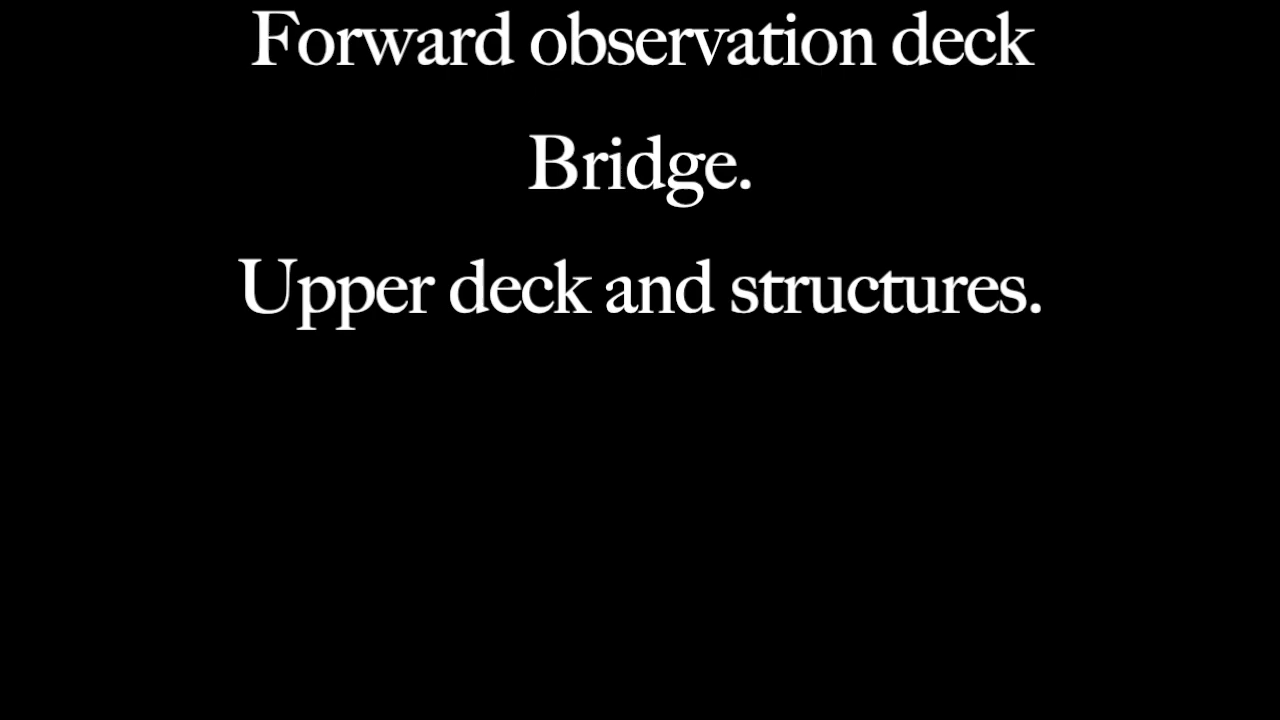 Forward observation deck
Bridge.
Upper deck and structures.